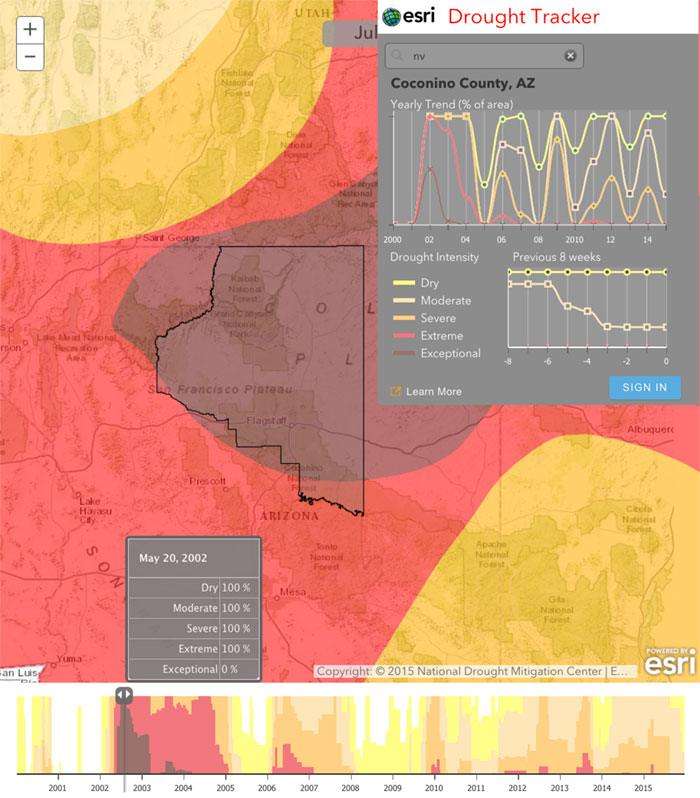 +
−
UTAH
Jul
esri Drought Tracker
nv
Coconino County, AZ
Yearly Trend (% of area)
2000 02 04 06 08 2010 12 14
Drought Intensity
Dry
Moderate
Severe
Extreme
Exceptional
Previous 8 weeks
-8 -6 -4 -2 0
Learn More
SIGN IN
Fishlake
National
Forest
Dixie
National
Forest
Glen Canyon
National
Rec Area
Saint George
Kaibab
National
Forest
Grand Canyon
National
Park
C O L
P L
Lake Mead National
Recreation
Area
rson
San Francisco Plateau
Flagstaff
Albuquerc
Coconino
National
Forest
Prescott
ARIZONA
Lake
Havasu
City
SON
Tonto
National
Forest
Apache
National
Forest
Cibola
National
Forest
Gila
National
Forest
Mesa
Yuma
San Luis
May 20, 2002
Dry 100 %
Moderate 100 %
Severe 100 %
Extreme 100 %
Exceptional 0 %
Copyright: © 2015 National Drought Mitigation Center | E...
POWERED BY
esri
2001 2002 2003 2004 2005 2006 2007 2008 2009 2010 2011 2012 2013 2014 2015